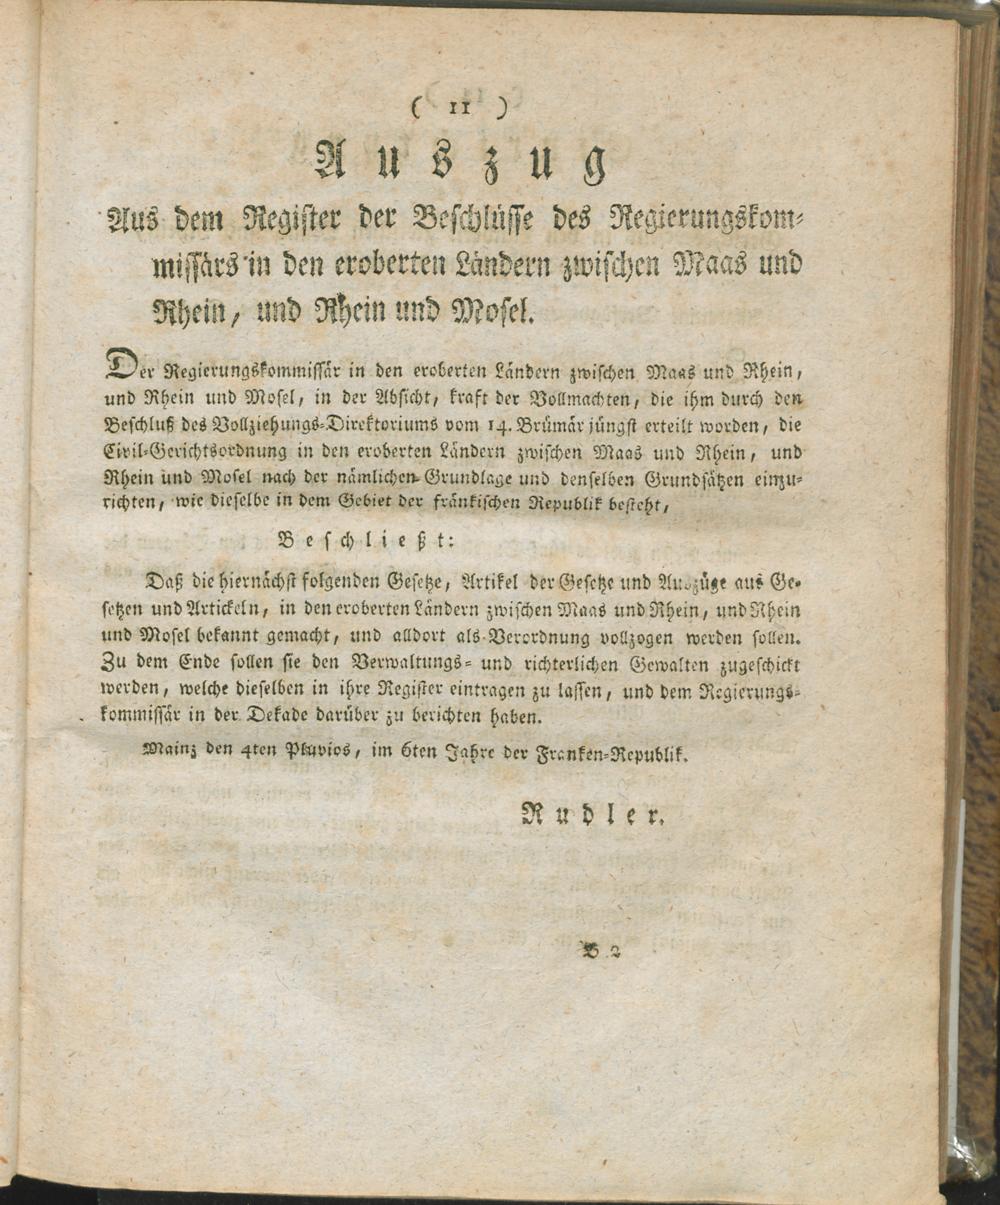 ( 11 )
Auszug
Aus dem Register der Beschlüsse des Regierungskom-
missärs in den eroberten Ländern zwischen Maas und
Rhein, und Rhein und Mosel.
Der Regierungskommissär in den eroberten Ländern zwischen Maas und Rhein,
und Rhein und Mosel, in der Absicht, kraft der Vollmachten, die ihm durch den
Beschluß des Vollziehungs-Direktoriums vom 14. Brümär jüngst erteilt worden, die
Civil-Gerichtsordnung in den eroberten Ländern zwischen Maas und Rhein, und
Rhein und Mosel nach der nämlichen Grundlage und denselben Grundsätzen einzu-
richten, wie dieselbe in dem Gebiet der fränkischen Republik besteht,
Beschließt:
Daß die hiernächst folgenden Gesetze, Artikel der Gesetze und Auszüge aus Ge-
setzen und Artickeln, in den eroberten Ländern zwischen Maas und Rhein, und Rhein
und Mosel bekannt gemacht, und alldort als Verordnung vollzogen werden sollen.
Zu dem Ende sollen sie den Verwaltungs- und richterlichen Gewalten zugeschickt
werden, welche dieselben in ihre Register eintragen zu lassen, und dem Regierungs-
kommissär in der Dekade darüber zu berichten haben.
Mainz den 4ten Pluvios, im 6ten Jahre der Franken-Republik.
Rudler.
B 2